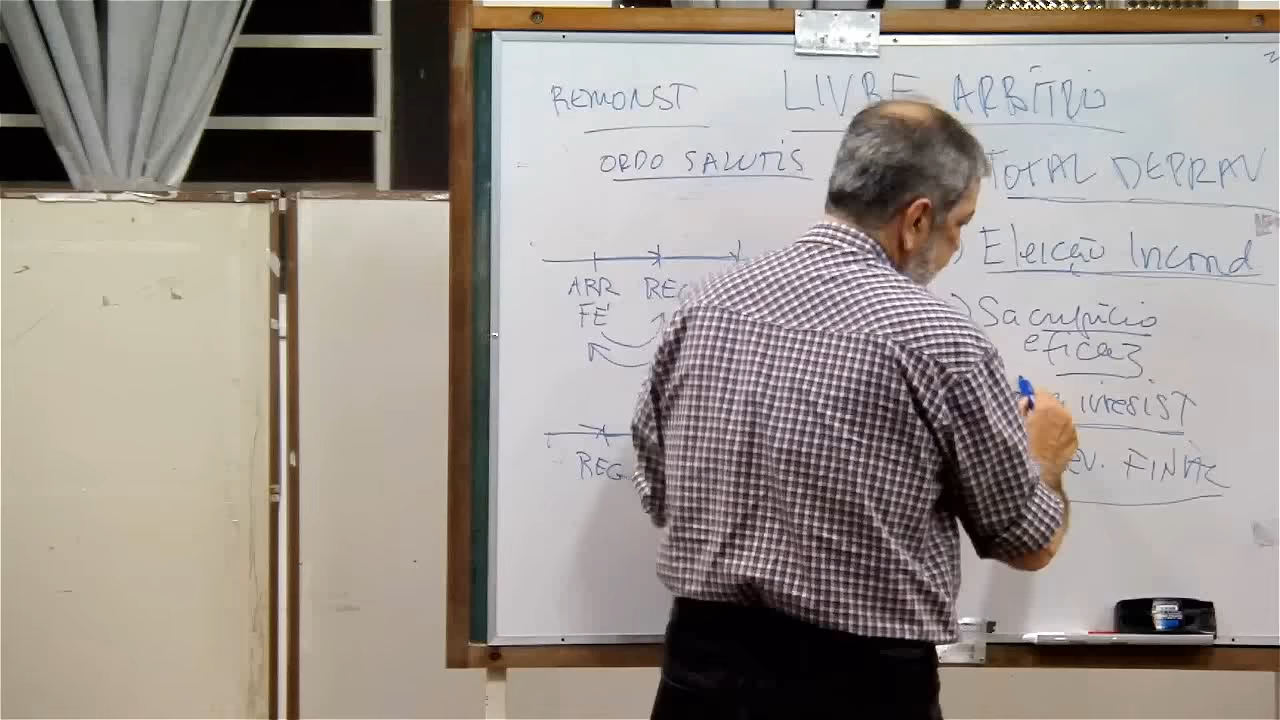 REMONST
LIVRE ARBÍTRIO
ORDO SALUTIS
TOTAL DEPRAV
) Eleição Incond
) Sacrifício
eficaz
ARR
FÉ
irresist
FINAL
REG